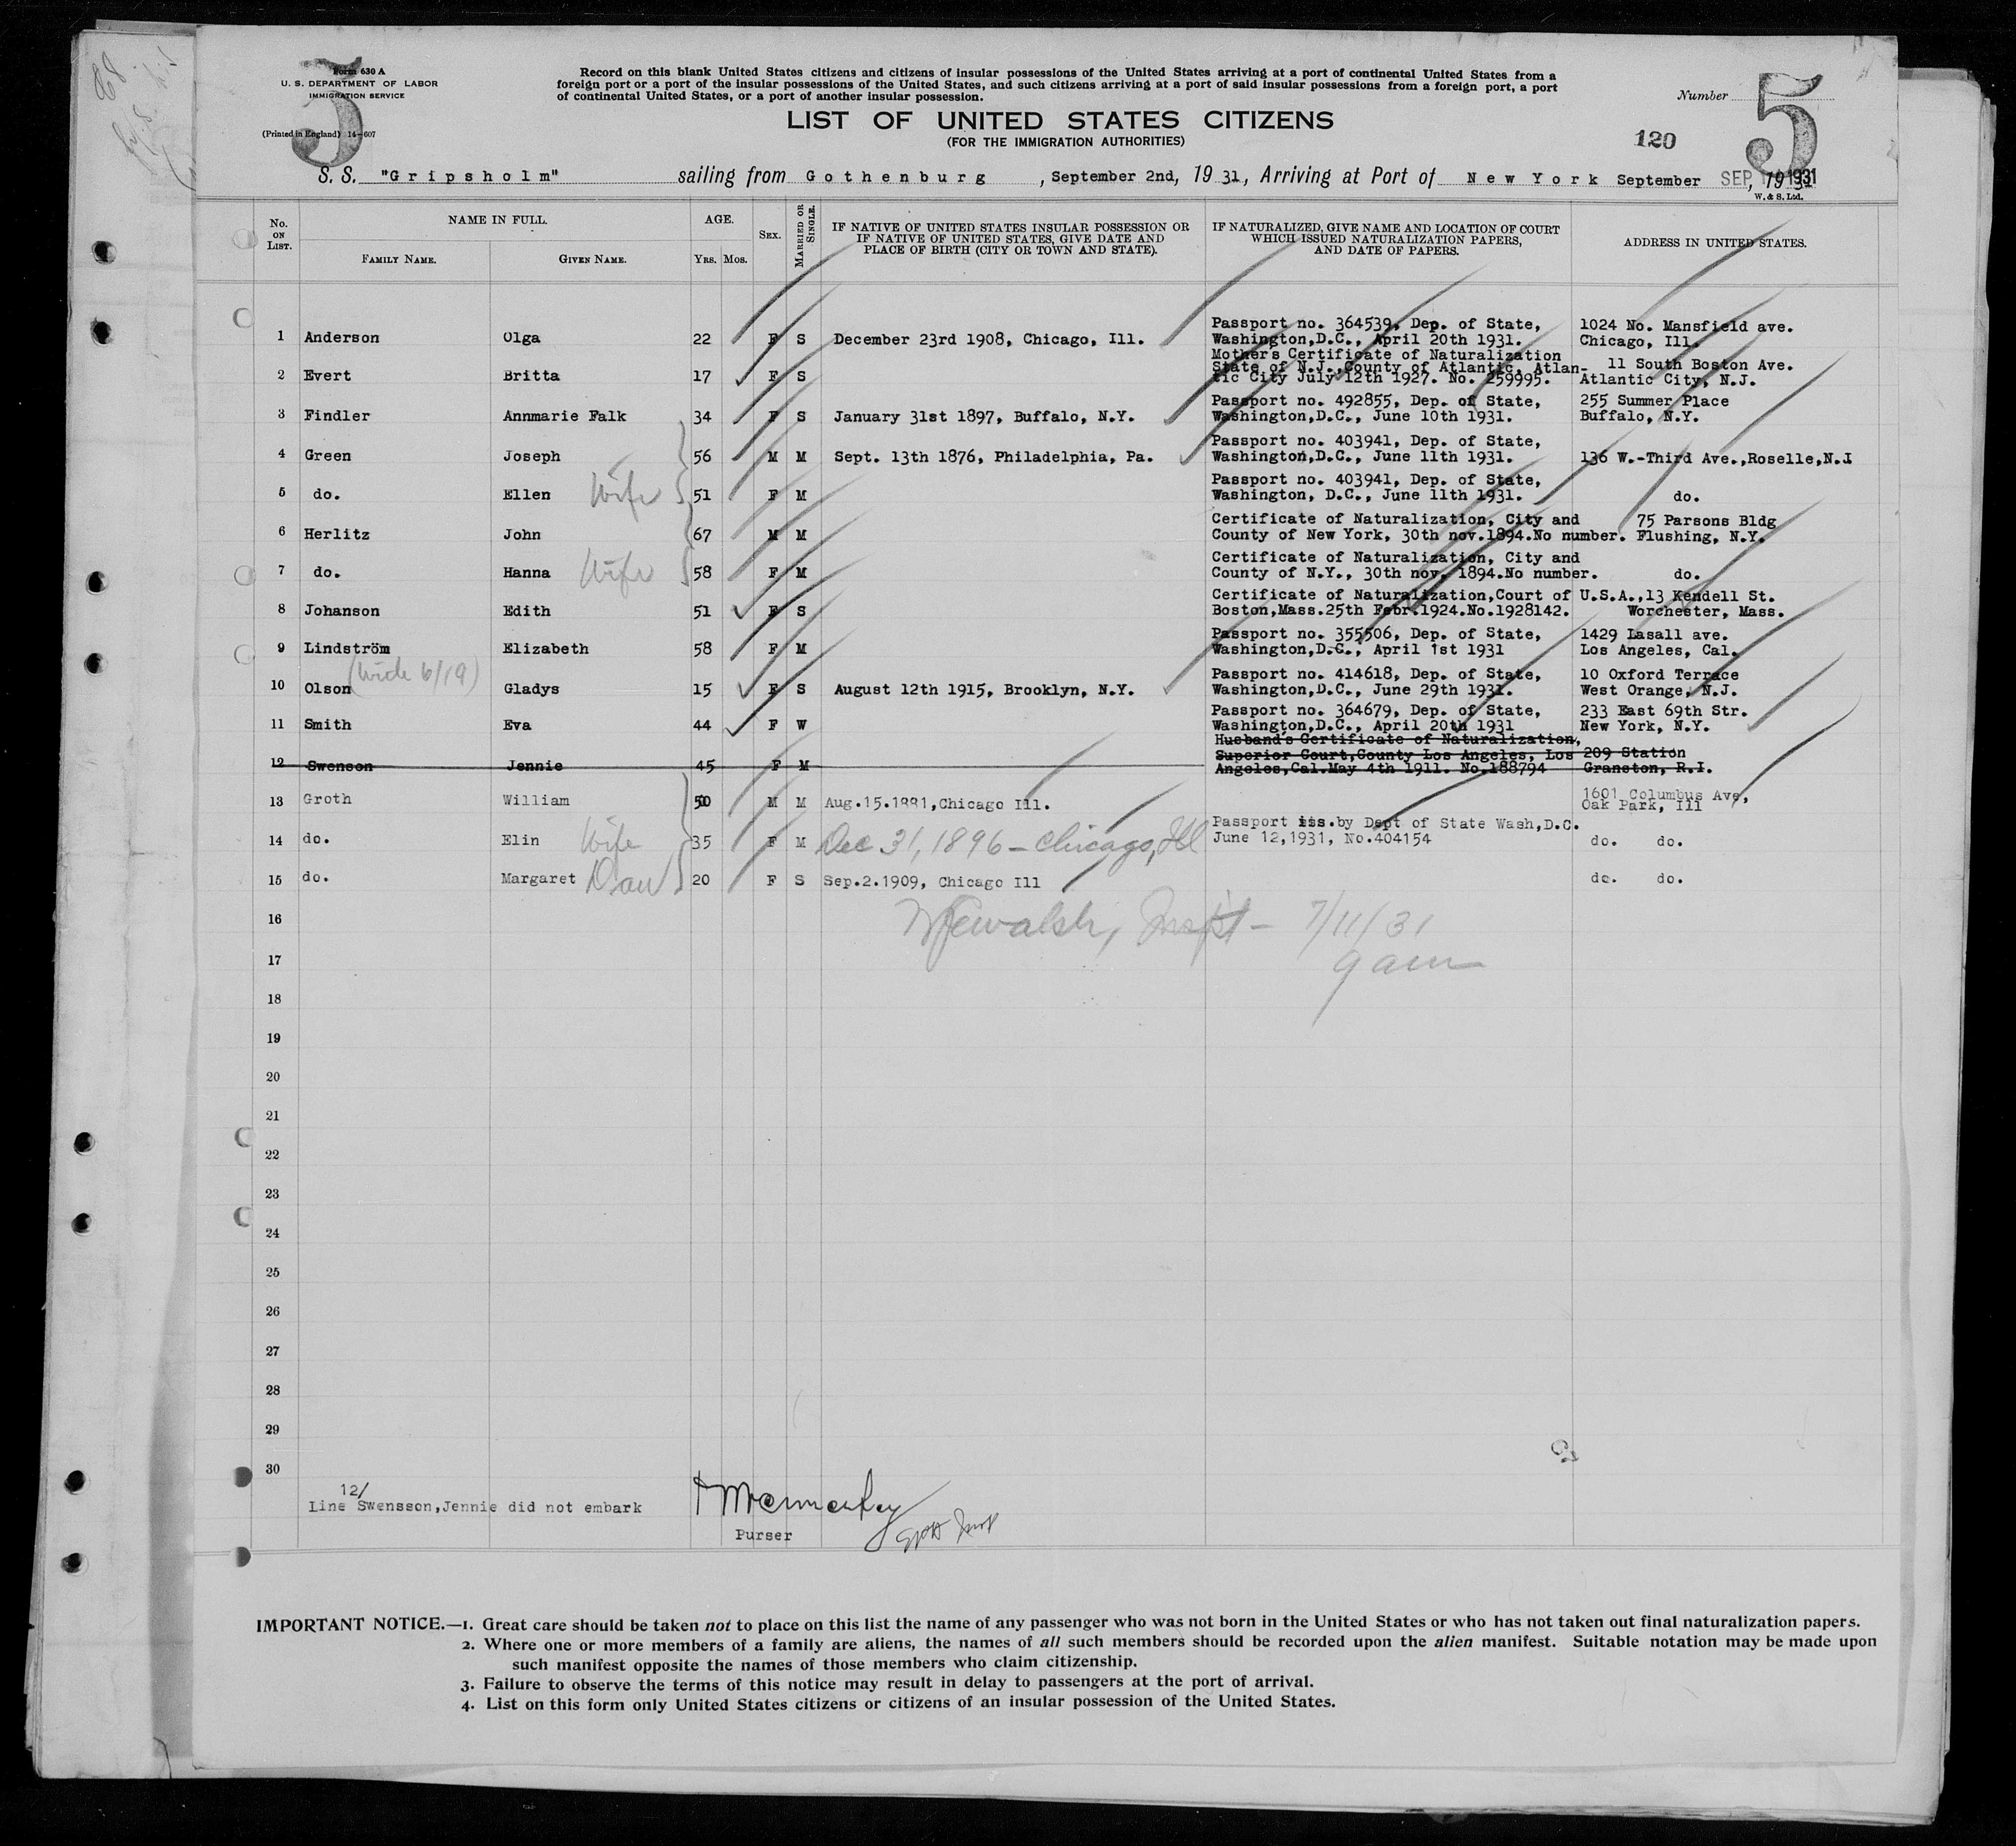 5
Form 630 A
U. S. DEPARTMENT OF LABOR
IMMIGRATION SERVICE
(Printed in England) 14—607
Record on this blank United States citizens and citizens of insular possessions of the United States arriving at a port of continental United States from a
foreign port or a port of the insular possessions of the United States, and such citizens arriving at a port of said insular possessions from a foreign port, a port
of continental United States, or a port of another insular possession.
Number 5
LIST OF UNITED STATES CITIZENS
(FOR THE IMMIGRATION AUTHORITIES)
120
S. S. "Gripsholm" sailing from Gothenburg, September 2nd, 19 31, Arriving at Port of New York September SEP 1931
W. & S. Ltd.
No. ON LIST. NAME IN FULL. AGE. SEX. MARRIED OR SINGLE. IF NATIVE OF UNITED STATES INSULAR POSSESSION OR IF NATIVE OF UNITED STATES, GIVE DATE AND PLACE OF BIRTH (CITY OR TOWN AND STATE). IF NATURALIZED, GIVE NAME AND LOCATION OF COURT WHICH ISSUED NATURALIZATION PAPERS, AND DATE OF PAPERS. ADDRESS IN UNITED STATES.
FAMILY NAME. GIVEN NAME. YRS. MOS.
Passport no. 364539, Dep. of State, 1024 No. Mansfield ave.
1 Anderson Olga 22 F S December 23rd 1908, Chicago, Ill. Washington,D.C., April 20th 1931. Chicago, Ill.
Mother's Certificate of Naturalization
State of N.J.,County of Atlantic, Atlan- 11 South Boston Ave.
2 Evert Britta 17 F S tic City July 12th 1927. No. 259995. Atlantic City, N.J.
Passport no. 492855, Dep. of State, 255 Summer Place
3 Findler Annmarie Falk 34 F S January 31st 1897, Buffalo, N.Y. Washington,D.C., June 10th 1931. Buffalo, N.Y.
Passport no. 403941, Dep. of State,
4 Green Joseph 56 M M Sept. 13th 1876, Philadelphia, Pa. Washington,D.C., June 11th 1931. 136 W.-Third Ave.,Roselle,N.J
Passport no. 403941, Dep. of State,
5 do. Ellen Wife 51 F M Washington, D.C., June 11th 1931. do.
Certificate of Naturalization, City and 75 Parsons Bldg
6 Herlitz John 67 M M County of New York, 30th nov.1894.No number. Flushing, N.Y.
Certificate of Naturalization, City and
7 do. Hanna Wife 58 F M County of N.Y., 30th nov. 1894.No number. do.
Certificate of Naturalization,Court of U.S.A.,13 Kendell St.
8 Johanson Edith 51 F S Boston,Mass.25th Febr.1924.No.1928142. Worchester, Mass.
Passport no. 355506, Dep. of State, 1429 Lasall ave.
9 Lindström Elizabeth 58 F M Washington,D.C., April 1st 1931 Los Angeles, Cal.
(Wide 6/19) Passport no. 414618, Dep. of State, 10 Oxford Terrace
10 Olson Gladys 15 F S August 12th 1915, Brooklyn, N.Y. Washington,D.C., June 29th 1931. West Orange, N.J.
Passport no. 364679, Dep. of State, 233 East 69th Str.
11 Smith Eva 44 F W Washington,D.C., April 20th 1931 New York, N.Y.
Husband's Certificate of Naturalization,
Superior Court,County Los Angeles, Los 209 Station
12 Swenson Jennie 45 F M Angeles,Cal.May 4th 1911. No.188794 Granston, R.I.
13 Groth William 50 M M Aug.15.1881,Chicago Ill. 1601 Columbus Ave,
Oak Park, Ill
Passport iss.by Dept of State Wash,D.C.
14 do. Elin Wife 35 F M Dec 31, 1896 - Chicago, Ill June 12,1931, No.404154 do. do.
15 do. Margaret Dau 20 F S Sep.2.1909, Chicago Ill do. do.
16 7/11/31
17 9 am
18
19
20
21
22
23
24
25
26
27
28
29
30
12/
Line Swensson,Jennie did not embark
Purser
IMPORTANT NOTICE.—1. Great care should be taken not to place on this list the name of any passenger who was not born in the United States or who has not taken out final naturalization papers.
2. Where one or more members of a family are aliens, the names of all such members should be recorded upon the alien manifest. Suitable notation may be made upon
such manifest opposite the names of those members who claim citizenship.
3. Failure to observe the terms of this notice may result in delay to passengers at the port of arrival.
4. List on this form only United States citizens or citizens of an insular possession of the United States.